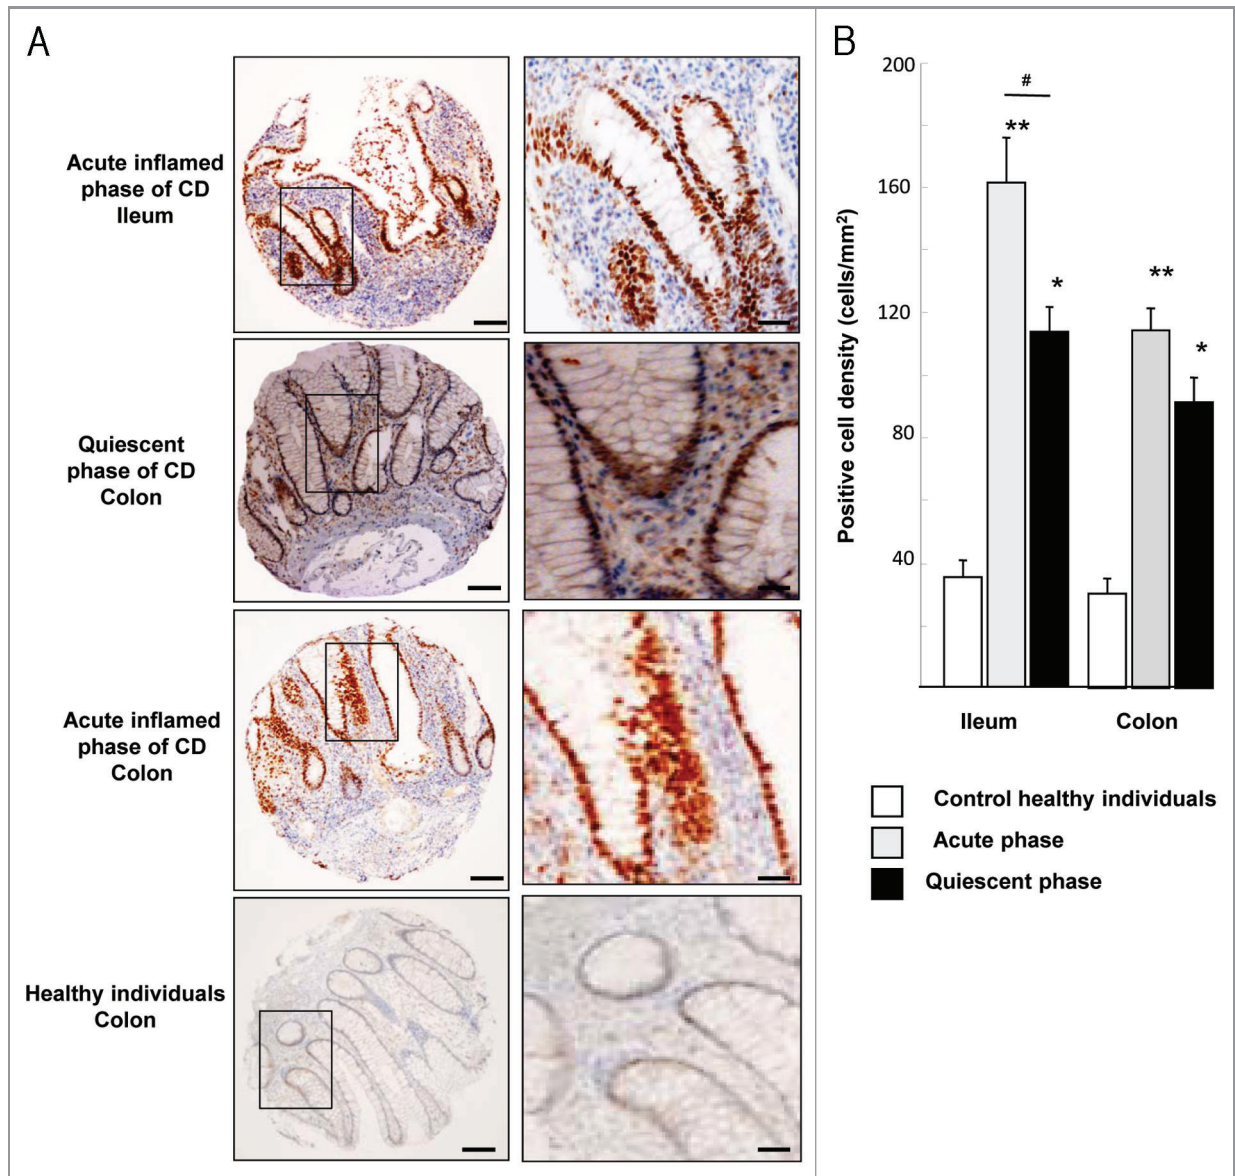 A
Acute inflamed
phase of CD
Ileum
Quiescent
phase of CD
Colon
Acute inflamed
phase of CD
Colon
Healthy individuals
Colon
B
Positive cell density (cells/mm²)
200
160
120
80
40
#
**
*
**
*
Ileum
Colon
Control healthy individuals
Acute phase
Quiescent phase